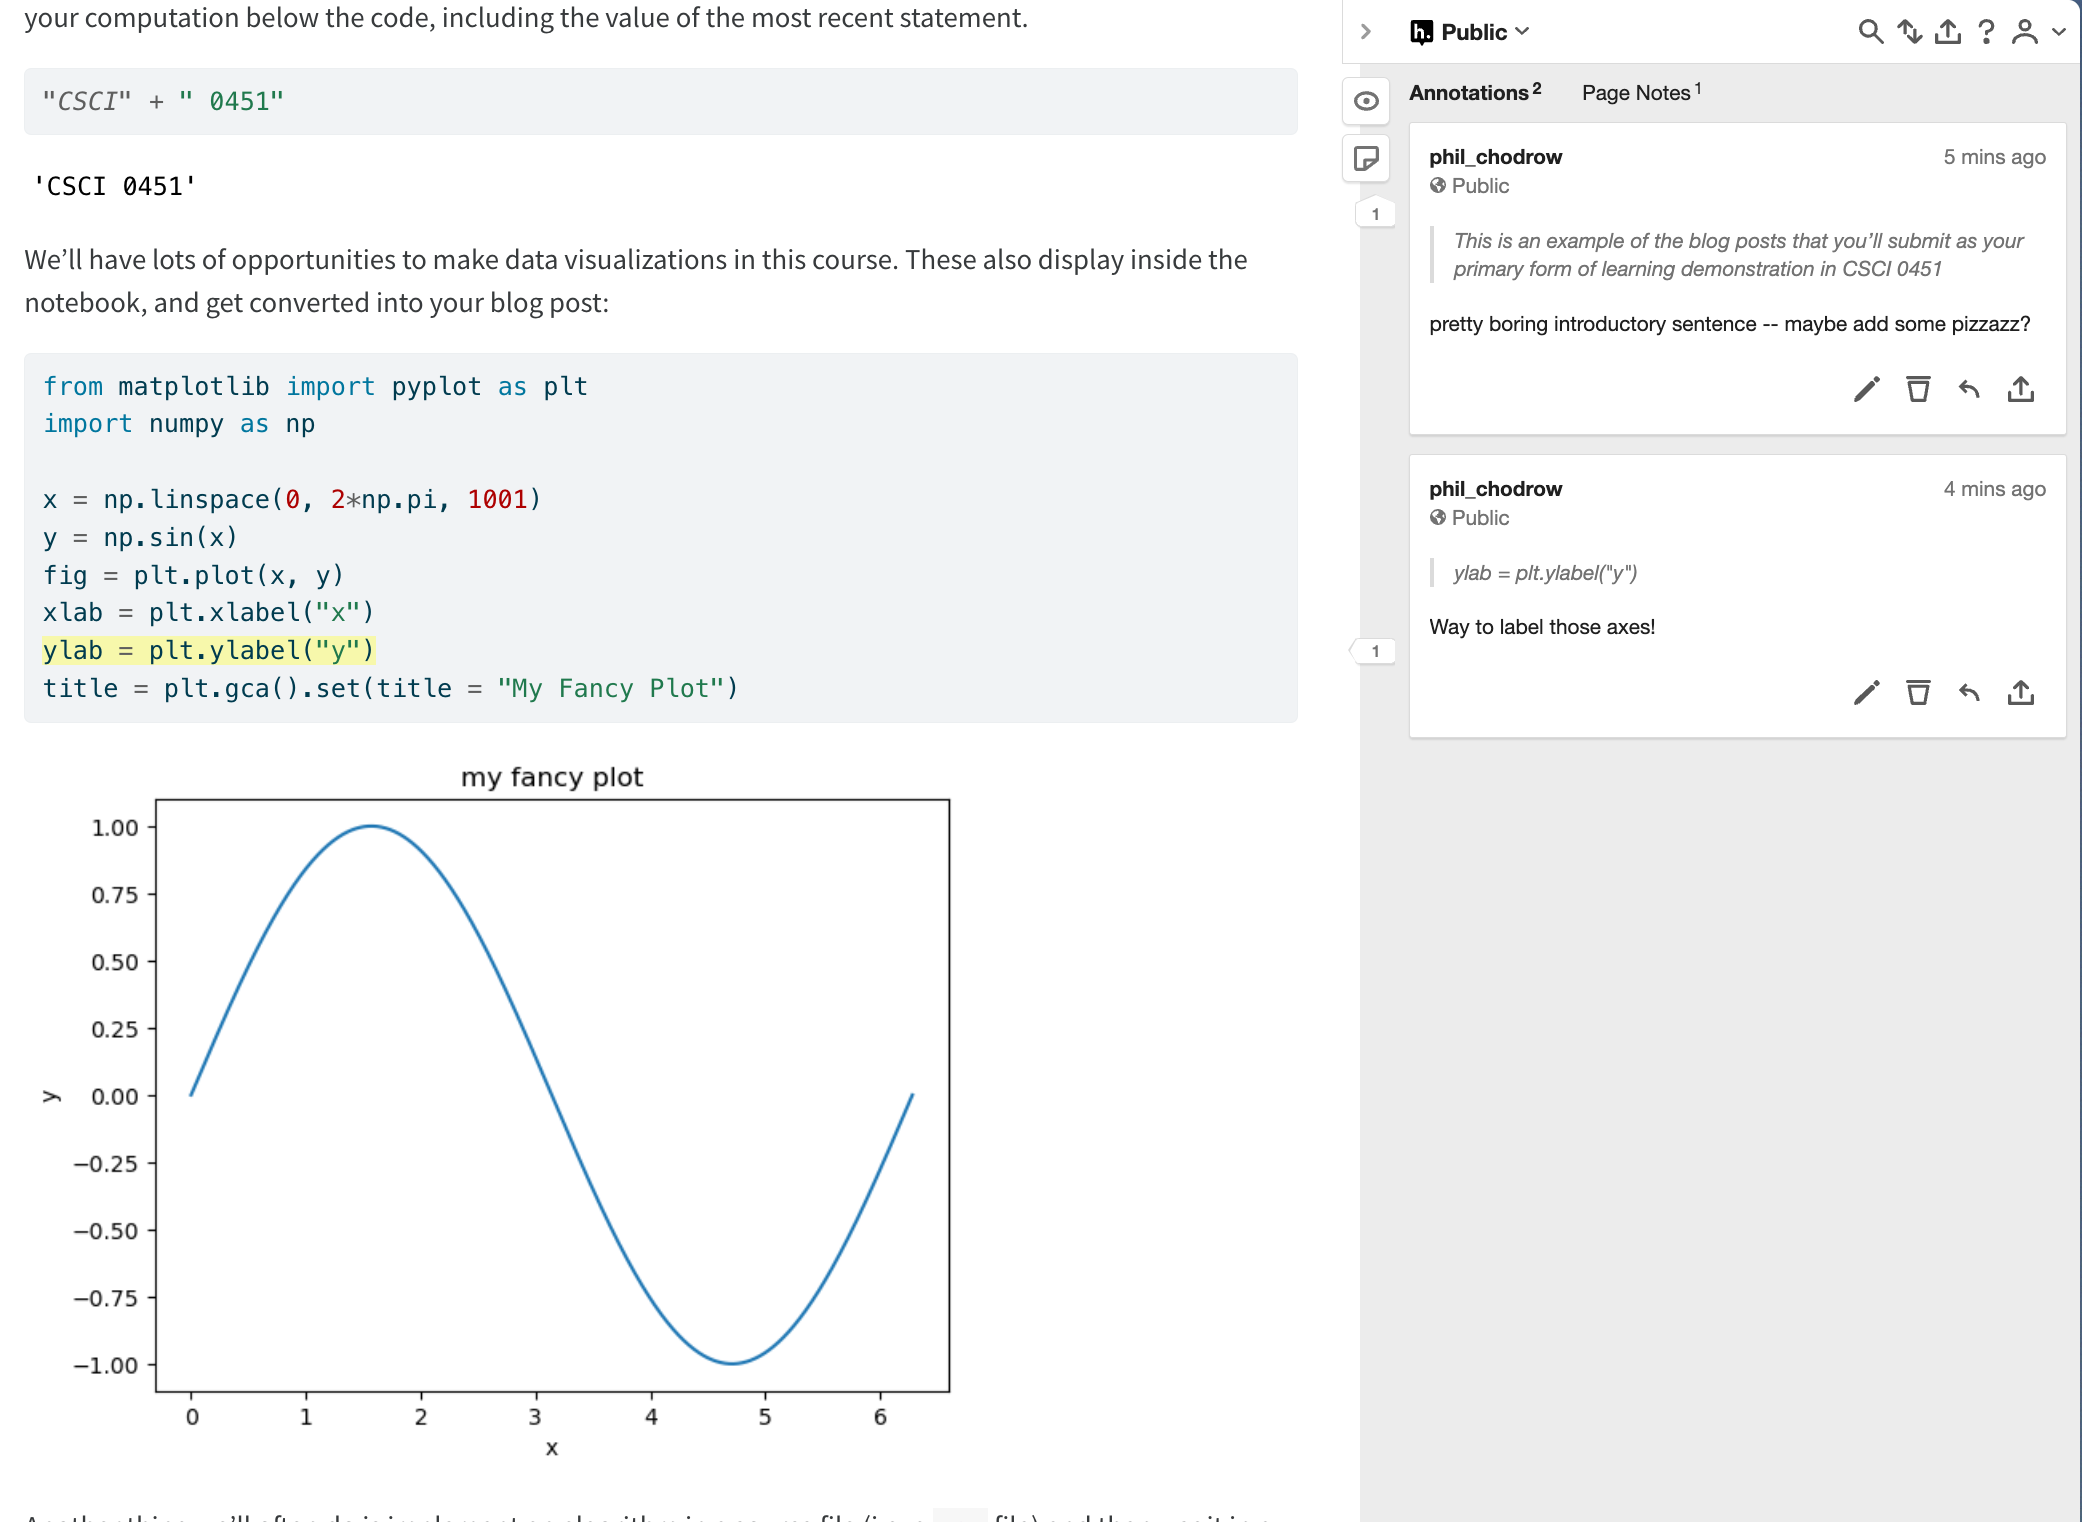 your computation below the code, including the value of the most recent statement.
"CSCI" + " 0451"
'CSCI 0451'
We’ll have lots of opportunities to make data visualizations in this course. These also display inside the
notebook, and get converted into your blog post:
from matplotlib import pyplot as plt
import numpy as np
x = np.linspace(0, 2*np.pi, 1001)
y = np.sin(x)
fig = plt.plot(x, y)
xlab = plt.xlabel("x")
ylab = plt.ylabel("y")
title = plt.gca().set(title = "My Fancy Plot")
my fancy plot
1.00
0.75
0.50
0.25
0.00
−0.25
−0.50
−0.75
−1.00
y
0 1 2 3 4 5 6
x
h. Public
Annotations 2 Page Notes 1
phil_chodrow 5 mins ago
Public
This is an example of the blog posts that you’ll submit as your
primary form of learning demonstration in CSCI 0451
pretty boring introductory sentence -- maybe add some pizzazz?
phil_chodrow 4 mins ago
Public
ylab = plt.ylabel("y")
Way to label those axes!
1
1